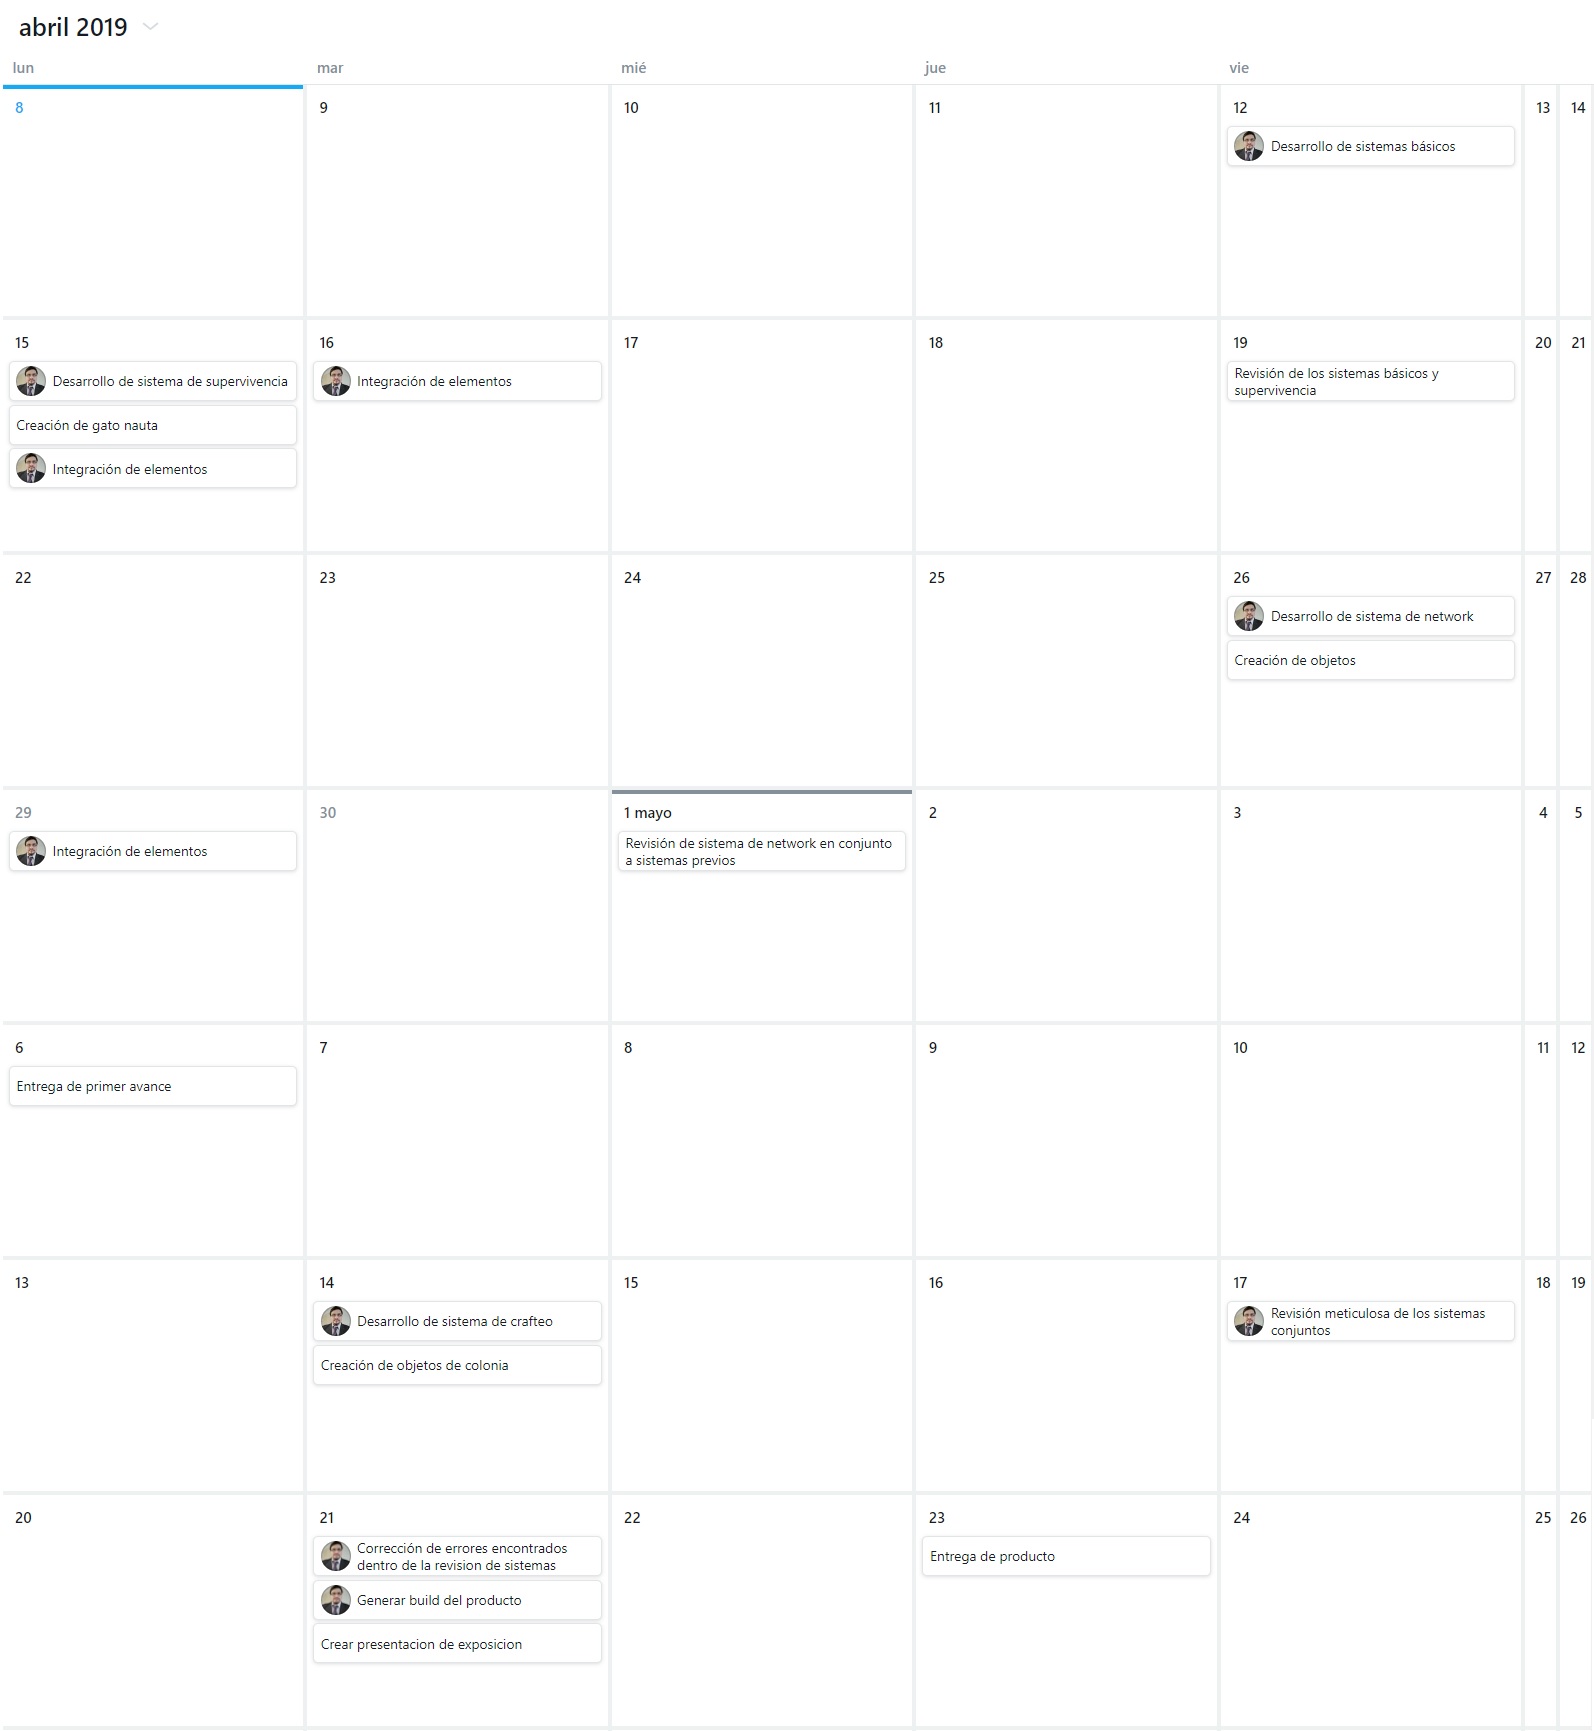 abril 2019
lun mar mié jue vie
8 9 10 11 12 13 14
Desarrollo de sistemas básicos
15 16 17 18 19 20 21
Desarrollo de sistema de supervivencia
Creación de gato nauta
Integración de elementos
Integración de elementos
Revisión de los sistemas básicos y
supervivencia
22 23 24 25 26 27 28
Desarrollo de sistema de network
Creación de objetos
29 30 1 mayo 2 3 4 5
Integración de elementos
Revisión de sistema de network en conjunto
a sistemas previos
6 7 8 9 10 11 12
Entrega de primer avance
13 14 15 16 17 18 19
Desarrollo de sistema de crafteo
Creación de objetos de colonia
Revisión meticulosa de los sistemas
conjuntos
20 21 22 23 24 25 26
Corrección de errores encontrados
dentro de la revision de sistemas
Generar build del producto
Crear presentacion de exposicion
Entrega de producto